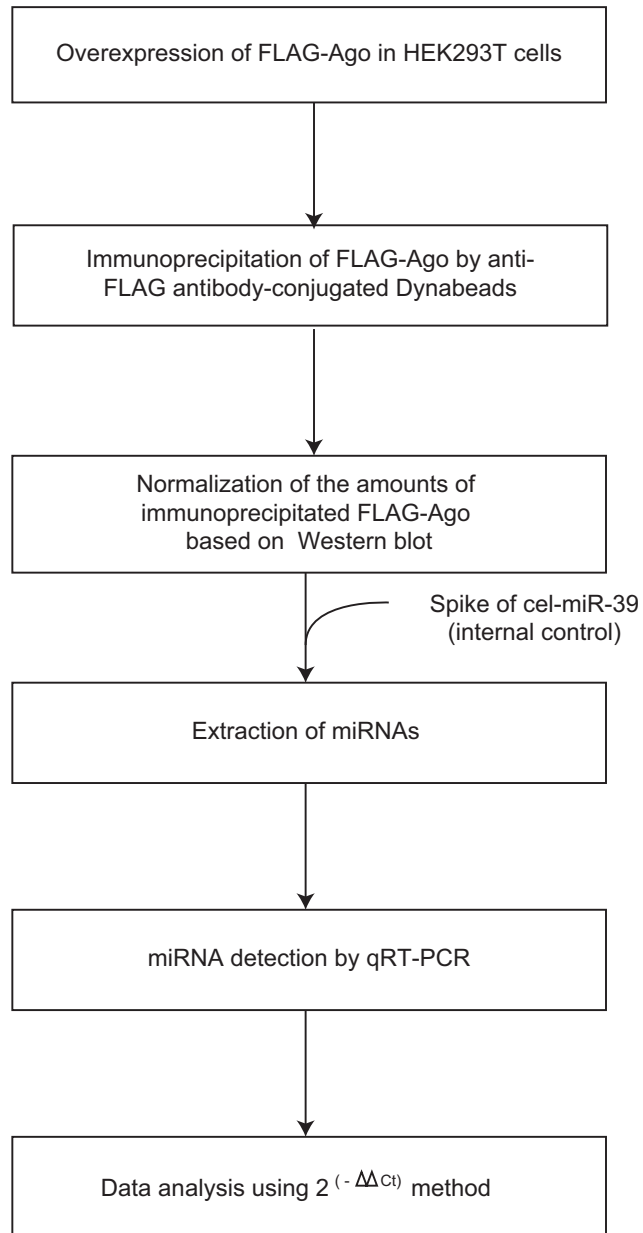 Overexpression of FLAG-Ago in HEK293T cells
Immunoprecipitation of FLAG-Ago by anti-
FLAG antibody-conjugated Dynabeads
Normalization of the amounts of
immunoprecipitated FLAG-Ago
based on Western blot
Spike of cel-miR-39
(internal control)
Extraction of miRNAs
miRNA detection by qRT-PCR
Data analysis using 2 ( - ΔΔ Ct) method